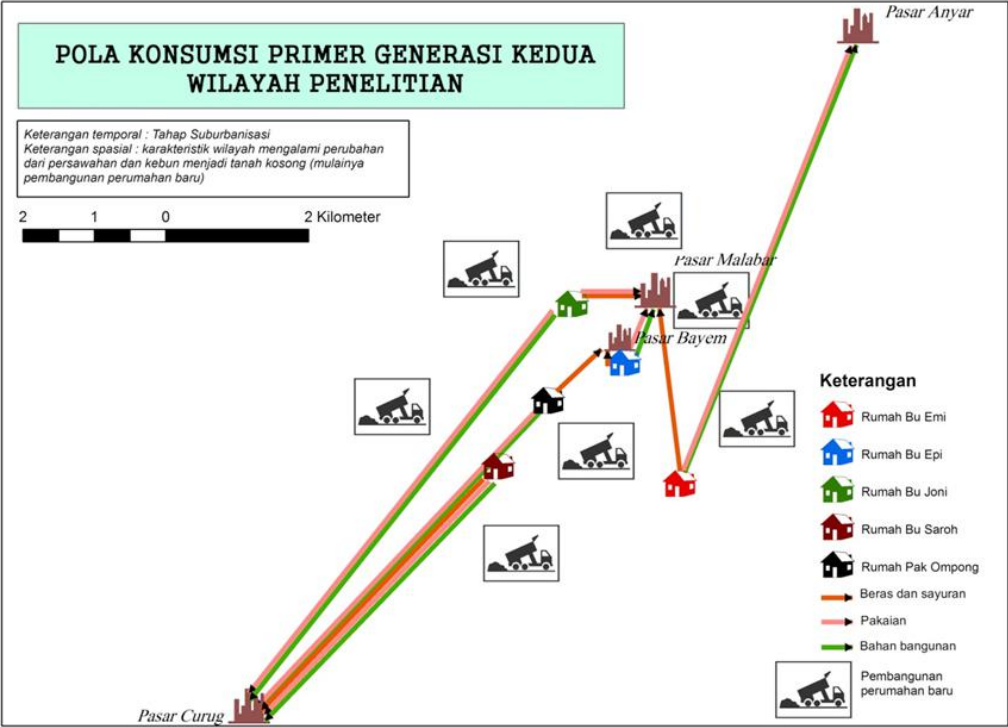 Pasar Anyar
POLA KONSUMSI PRIMER GENERASI KEDUA
WILAYAH PENELITIAN
Keterangan temporal : Tahap Suburbanisasi
Keterangan spasial : karakteristik wilayah mengalami perubahan
dari persawahan dan kebun menjadi tanah kosong (mulainya
pembangunan perumahan baru)
2 1 0 2 Kilometer
Pasar Malabar
Pasar Bayem
Keterangan
Rumah Bu Emi
Rumah Bu Epi
Rumah Bu Joni
Rumah Bu Saroh
Rumah Pak Ompong
Beras dan sayuran
Pakaian
Bahan bangunan
Pembangunan
perumahan baru
Pasar Curug